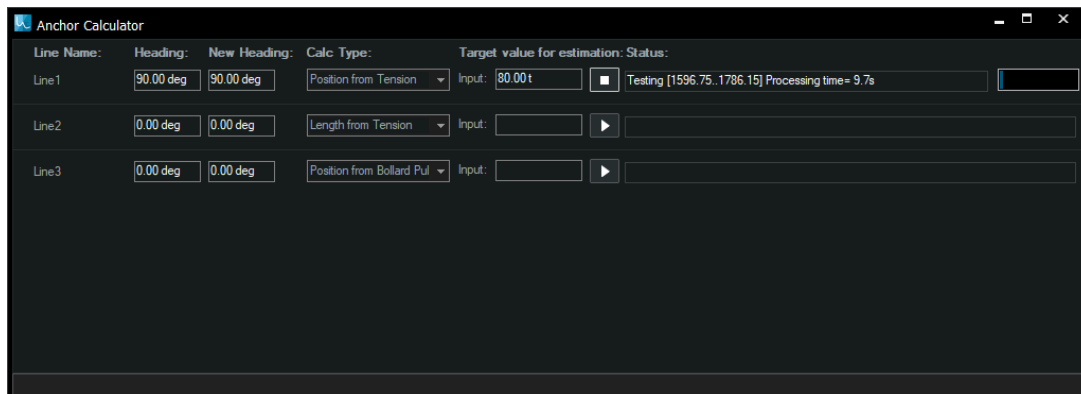 Anchor Calculator
Line Name: Heading: New Heading: Calc Type: Target value for estimation: Status:
Line1 90.00 deg 90.00 deg Position from Tension Input: 80.00 t Testing [1596.75..1786.15] Processing time= 9.7s
Line2 0.00 deg 0.00 deg Length from Tension Input:
Line3 0.00 deg 0.00 deg Position from Bollard Pul Input: